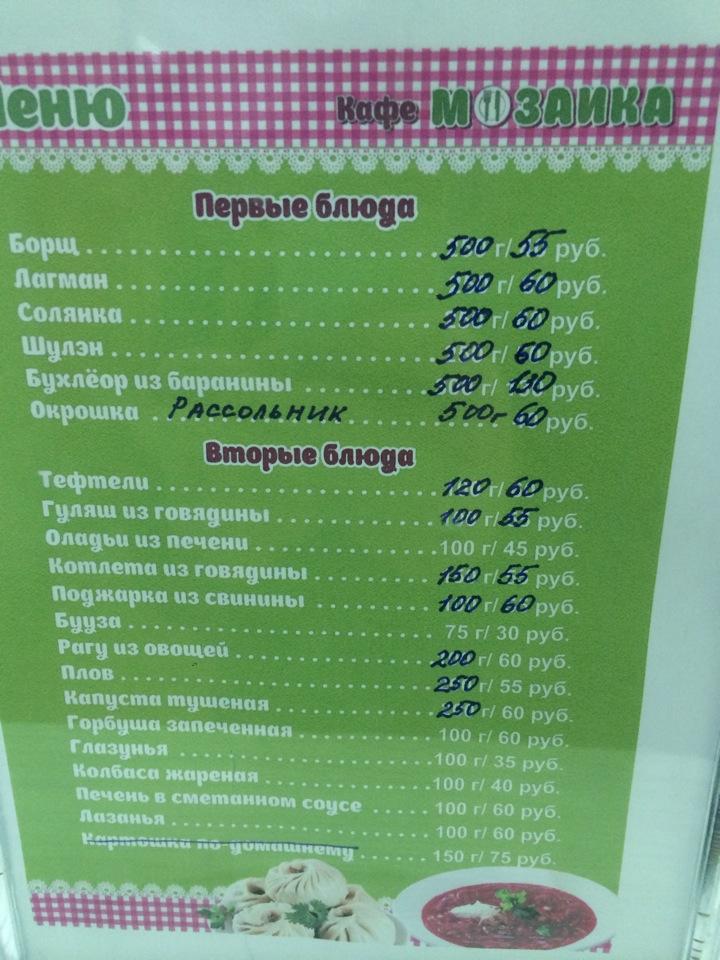 Меню Кафе МОЗАИКА
Первые блюда
Борщ 500 г/ 55 руб.
Лагман 500 г/ 60 руб.
Солянка 500 г/ 60 руб.
Шулэн 500 г/ 60 руб.
Бухлёор из баранины 500 г/ 130 руб.
Окрошка РАССОЛЬНИК 500 г 60 руб.
Вторые блюда
Тефтели 120 г/ 60 руб.
Гуляш из говядины 100 г/ 55 руб.
Оладьи из печени 100 г/ 45 руб.
Котлета из говядины 150 г/ 55 руб.
Поджарка из свинины 100 г/ 60 руб.
Бууза 75 г/ 30 руб.
Рагу из овощей 200 г/ 60 руб.
Плов 250 г/ 55 руб.
Капуста тушеная 250 г/ 60 руб.
Горбуша запеченная 100 г/ 60 руб.
Глазунья 100 г/ 35 руб.
Колбаса жареная 100 г/ 40 руб.
Печень в сметанном соусе 100 г/ 60 руб.
Лазанья 100 г/ 60 руб.
Картошка по-домашнему 150 г/ 75 руб.